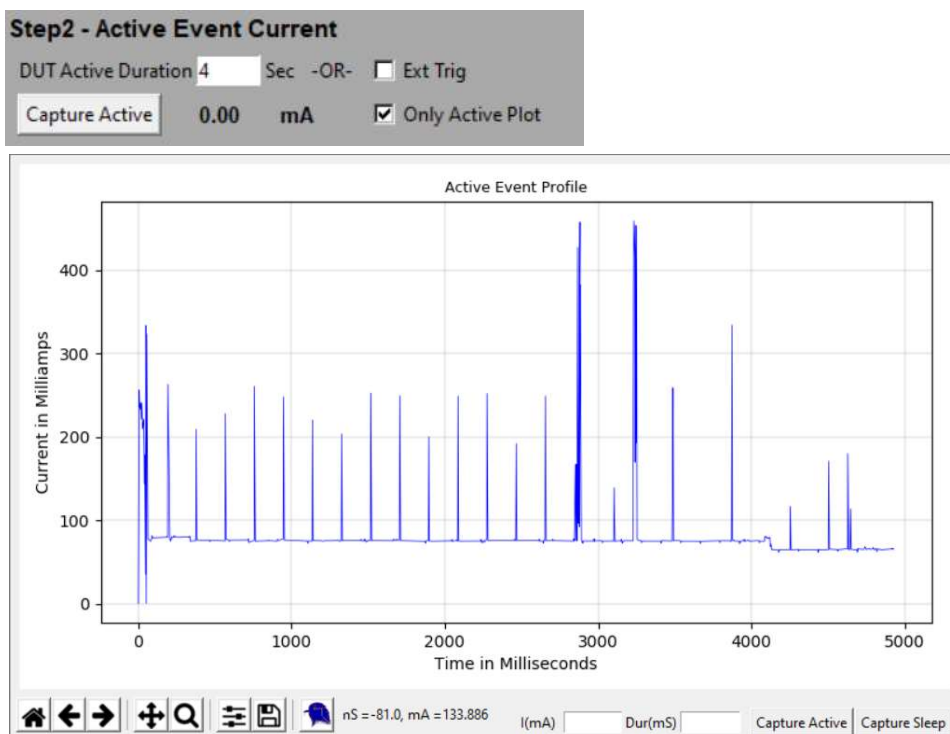 Step2 - Active Event Current
DUT Active Duration 4 Sec -OR- Ext Trig
Capture Active 0.00 mA Only Active Plot
Active Event Profile
400
300
200
100
0
Current in Milliamps
0 1000 2000 3000 4000 5000
Time in Milliseconds
nS =-81.0, mA =133.886 I(mA) Dur(mS) Capture Active Capture Sleep